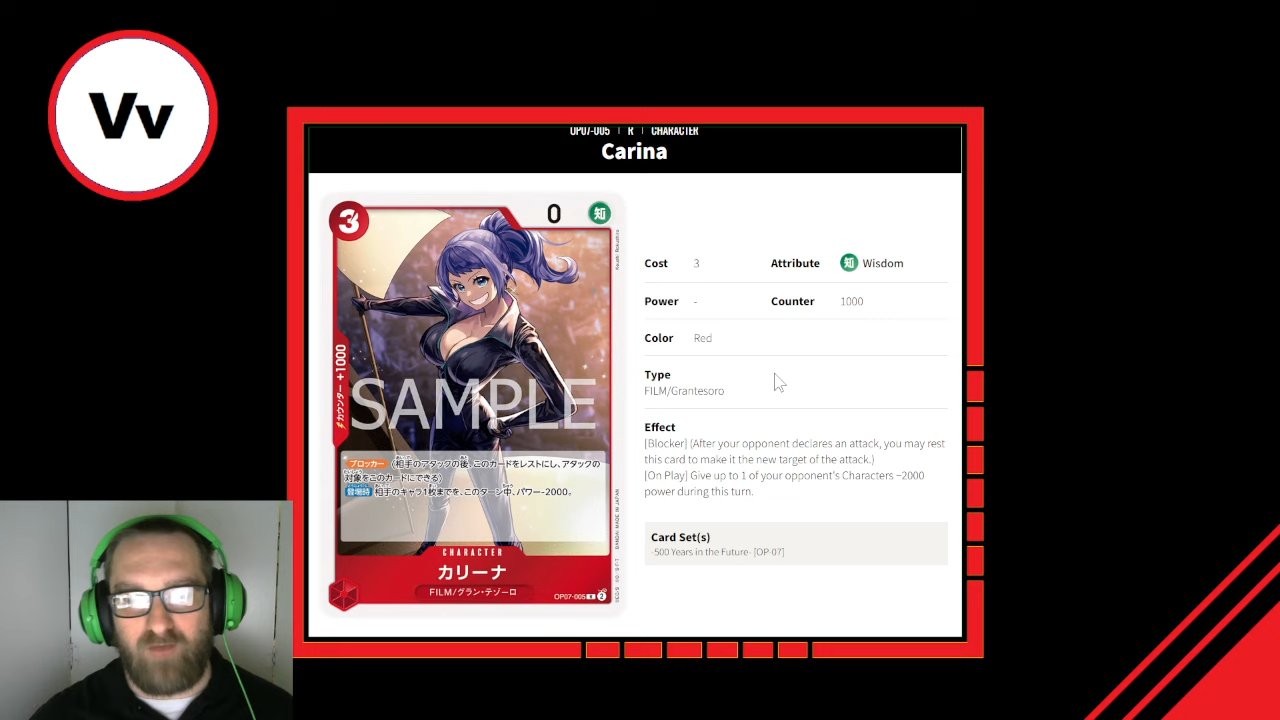 Vv
OP07-005 | R | CHARACTER
Carina
3
0
知
⚡カウンター +1000
SAMPLE
ブロッカー (相手のアタックの後、このカードをレストにし、アタックの
対象をこのカードにできる)
登場時 相手のキャラ1枚までを、このターン中、パワー-2000。
CHARACTER
カリーナ
FILM/グラン・テゾーロ
OP07-005 R 2
Cost 3
Attribute 知 Wisdom
Power -
Counter 1000
Color Red
Type
FILM/Grantesoro
Effect
[Blocker] (After your opponent declares an attack, you may rest
this card to make it the new target of the attack.)
[On Play] Give up to 1 of your opponent's Characters −2000
power during this turn.
Card Set(s)
-500 Years in the Future- [OP-07]